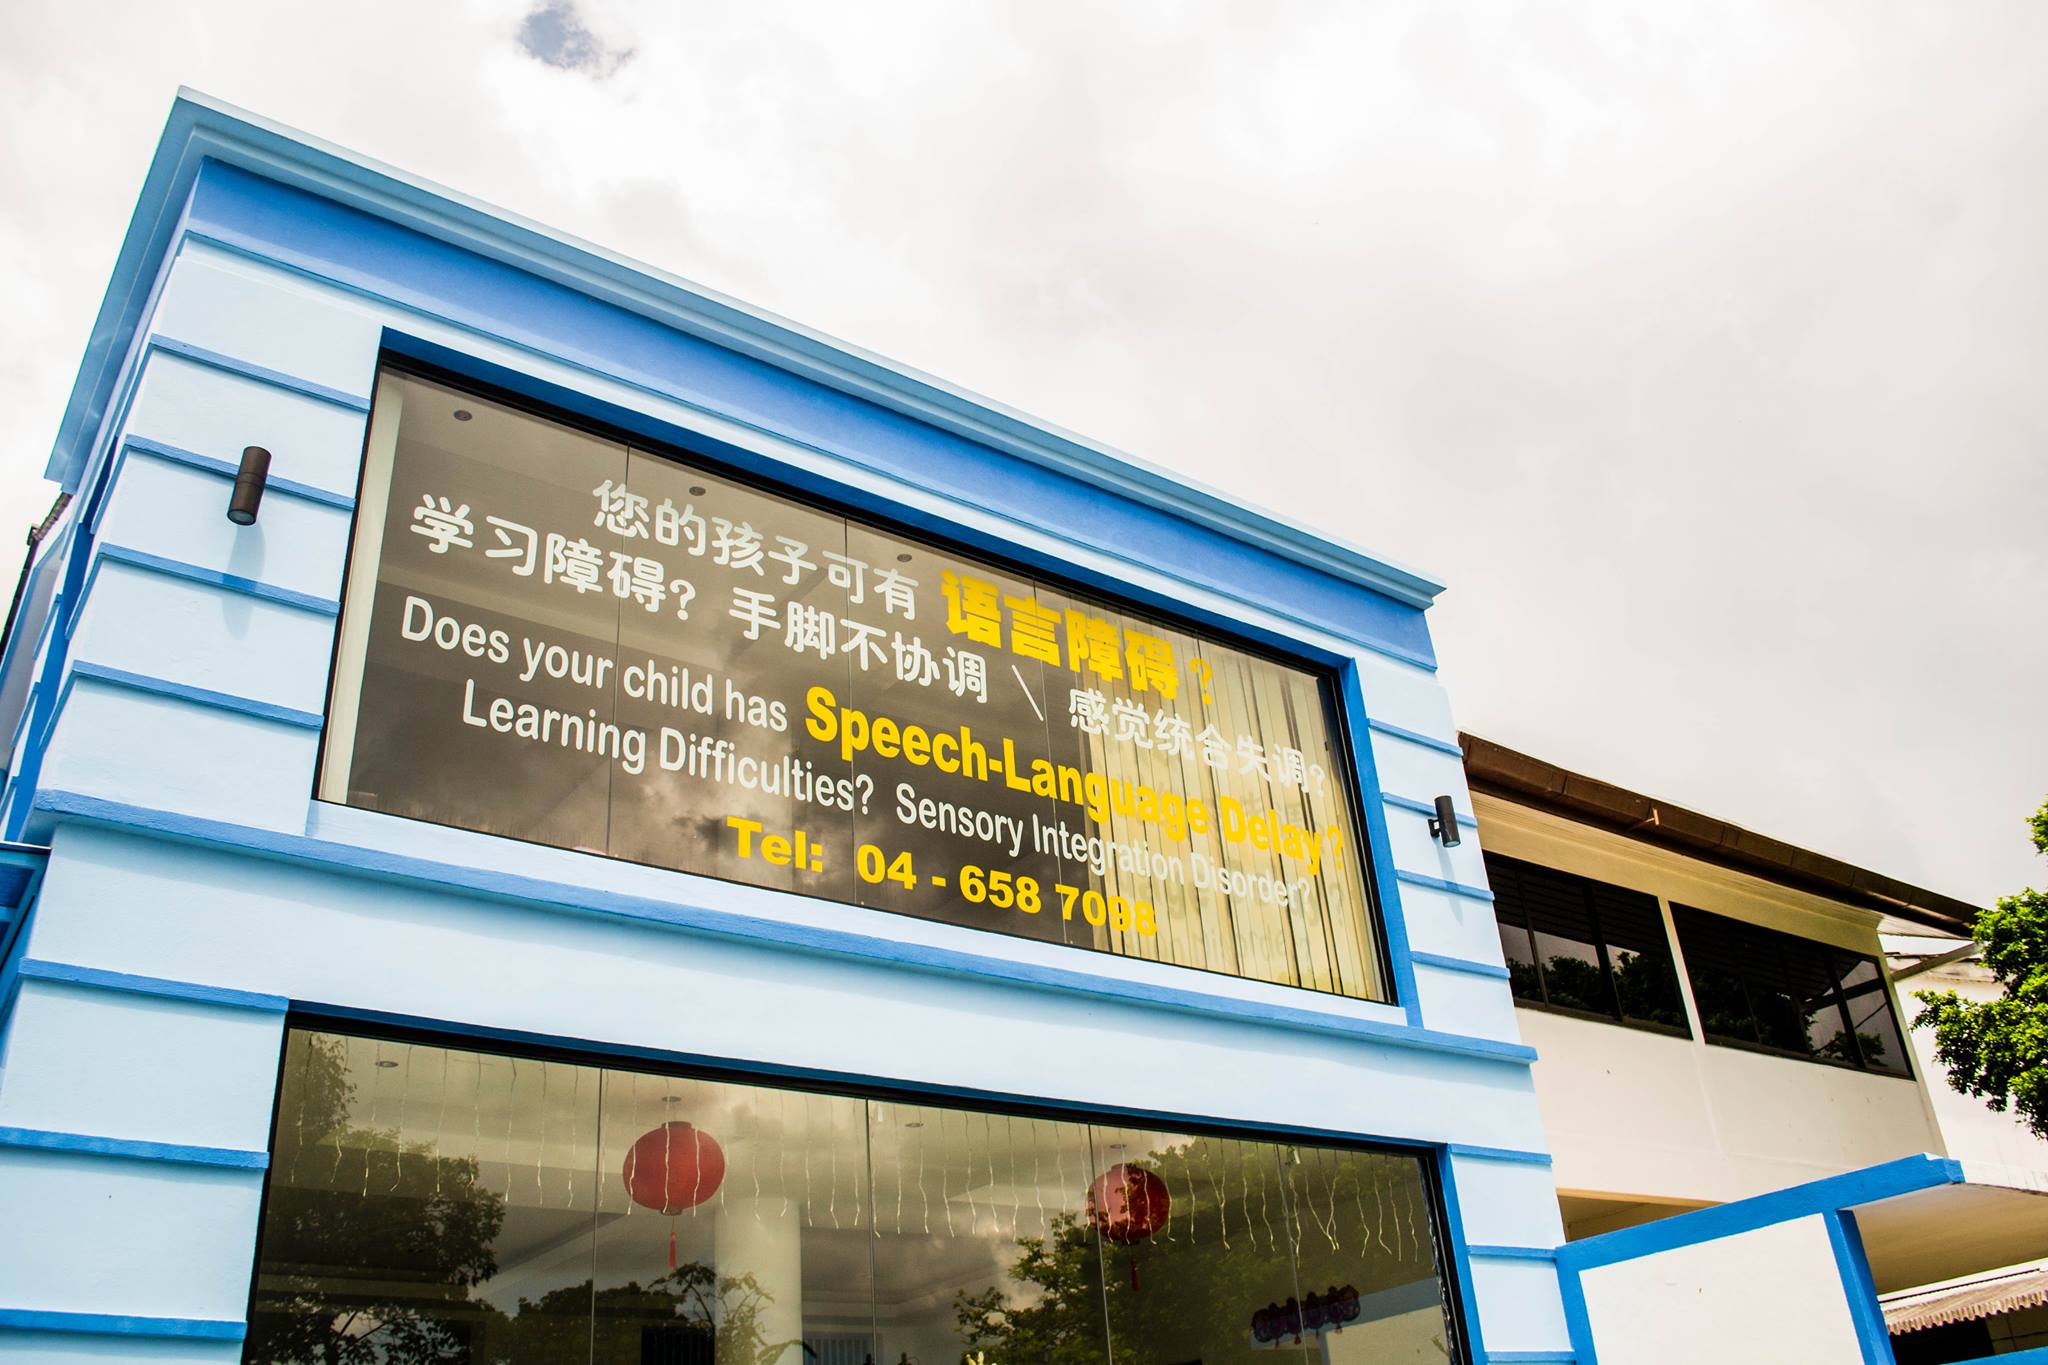 您的孩子可有 语言障碍？
学习障碍？ 手脚不协调 \ 感觉统合失调？
Does your child has Speech-Language Delay?
Learning Difficulties? Sensory Integration Disorder?
Tel: 04 - 658 7098